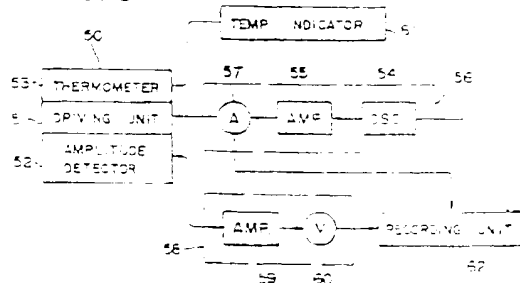 TEMP INDICATOR
50
57 55 54
56
53 THERMOMETER
DRIVING UNIT
A AMP OSC
52 AMPLITUDE DETECTOR
AMP V RECORDING UNIT
58
59 60 62